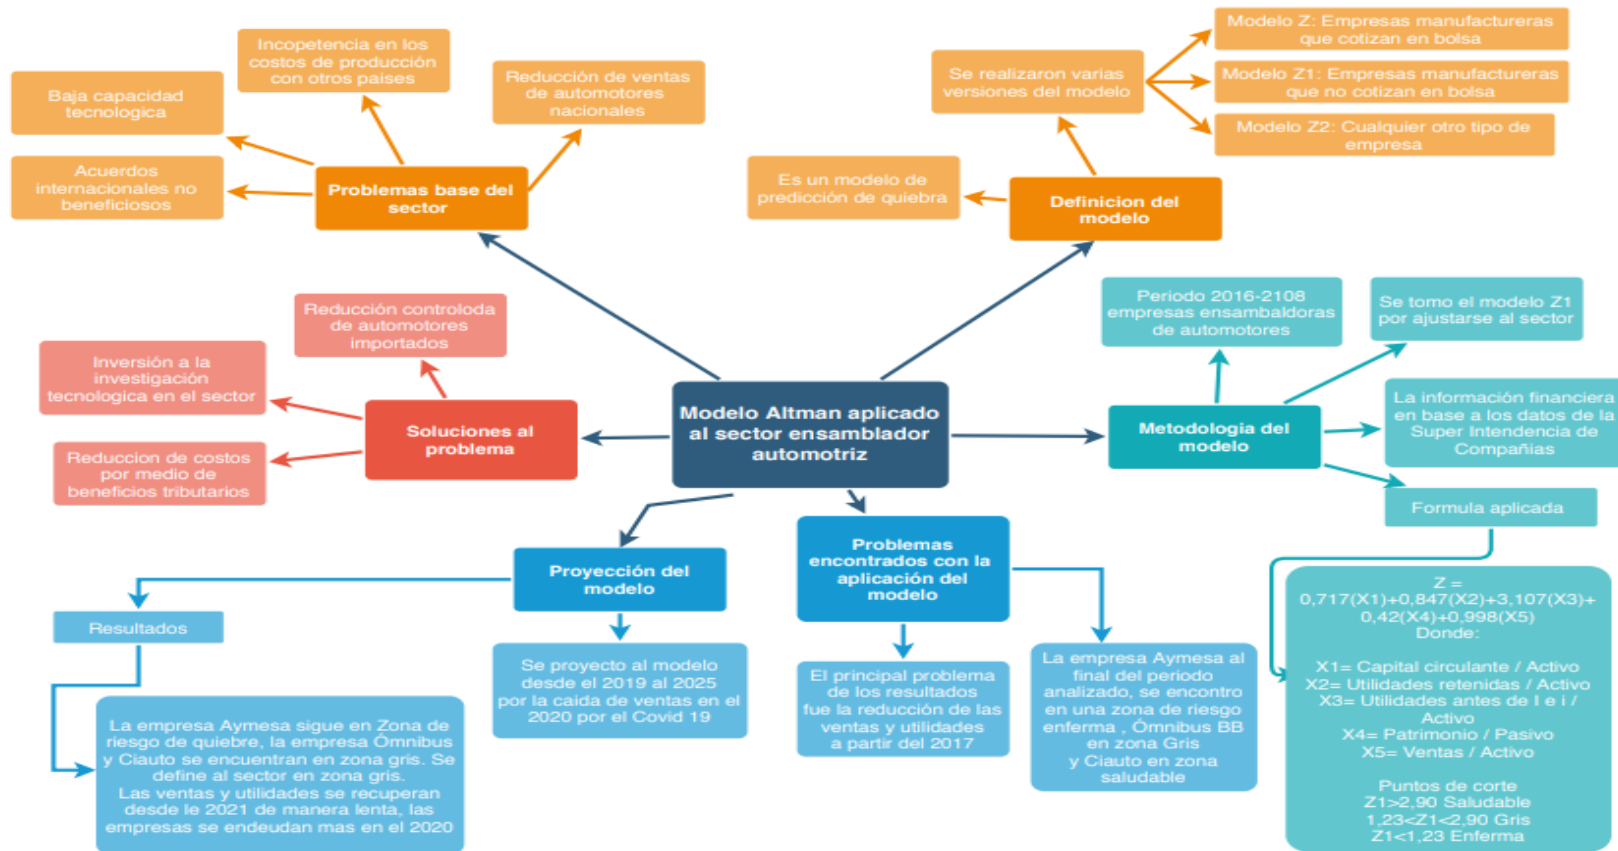 Incopetencia en los
costos de producción
con otros paises
Baja capacidad
tecnologica
Reducción de ventas
de automotores
nacionales
Acuerdos
internacionales no
beneficiosos
Problemas base del
sector
Modelo Z: Empresas manufactureras
que cotizan en bolsa
Se realizaron varias
versiones del modelo
Modelo Z1: Empresas manufactureras
que no cotizan en bolsa
Modelo Z2: Cualquier otro tipo de
empresa
Es un modelo de
predicción de quiebra
Definicion del
modelo
Reducción controloda
de automotores
importados
Inversión a la
investigación
tecnologica en el sector
Soluciones al
problema
Reduccion de costos
por medio de
beneficios tributarios
Modelo Altman aplicado
al sector ensamblador
automotriz
Periodo 2016-2108
empresas ensambaldoras
de automotores
Se tomo el modelo Z1
por ajustarse al sector
Metodologia del
modelo
La información financiera
en base a los datos de la
Super Intendencia de
Compañias
Formula aplicada
Z =
0,717(X1)+0,847(X2)+3,107(X3)+
0,42(X4)+0,998(X5)
Donde:
X1= Capital circulante / Activo
X2= Utilidades retenidas / Activo
X3= Utilidades antes de I e i /
Activo
X4= Patrimonio / Pasivo
X5= Ventas / Activo
Puntos de corte
Z1>2,90 Saludable
1,23<Z1<2,90 Gris
Z1<1,23 Enferma
Proyección del
modelo
Resultados
Se proyecto al modelo
desde el 2019 al 2025
por la caida de ventas en el
2020 por el Covid 19
La empresa Aymesa sigue en Zona de
riesgo de quiebre, la empresa Ómnibus
y Ciauto se encuentran en zona gris. Se
define al sector en zona gris.
Las ventas y utilidades se recuperan
desde le 2021 de manera lenta, las
empresas se endeudan mas en el 2020
Problemas
encontrados con la
aplicación del
modelo
El principal problema
de los resultados
fue la reducción de las
ventas y utilidades
a partir del 2017
La empresa Aymesa al
final del periodo
analizado, se encontro
en una zona de riesgo
enferma , Ómnibus BB
en zona Gris
y Ciauto en zona
saludable